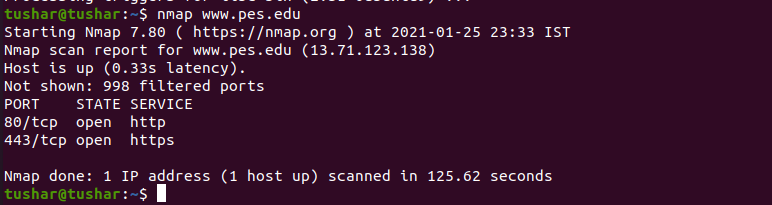 tushar@tushar:~$ nmap www.pes.edu
Starting Nmap 7.80 ( https://nmap.org ) at 2021-01-25 23:33 IST
Nmap scan report for www.pes.edu (13.71.123.138)
Host is up (0.33s latency).
Not shown: 998 filtered ports
PORT    STATE SERVICE
80/tcp  open  http
443/tcp open  https
Nmap done: 1 IP address (1 host up) scanned in 125.62 seconds
tushar@tushar:~$